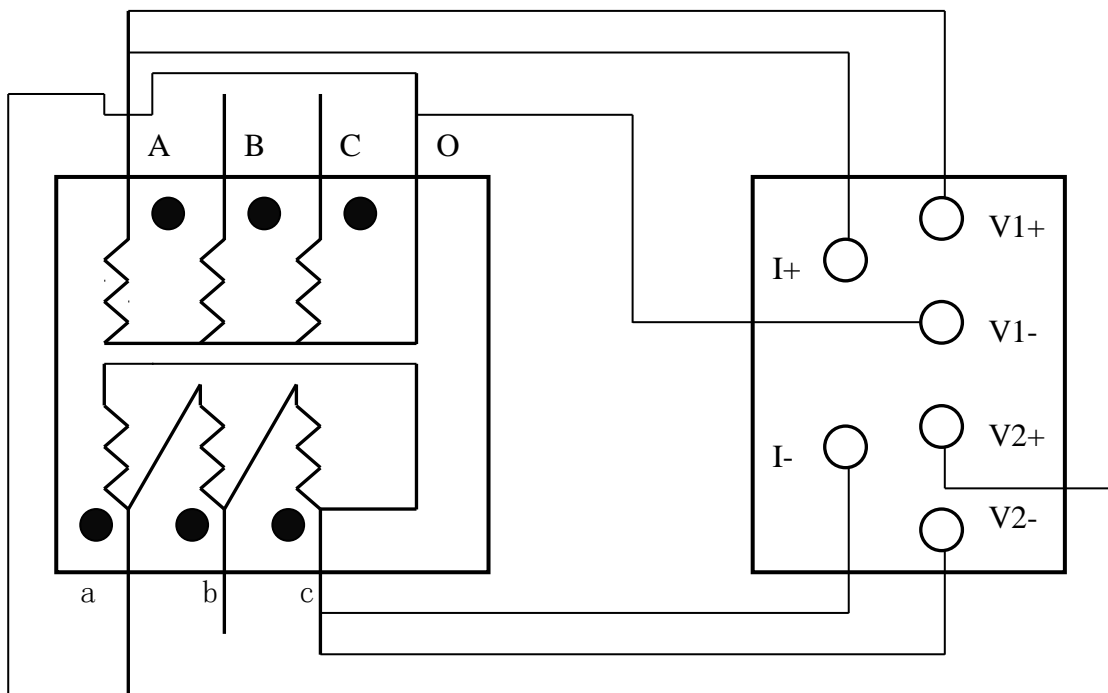 A B C O
V1+
I+
V1-
V2+
I-
V2-
a b c